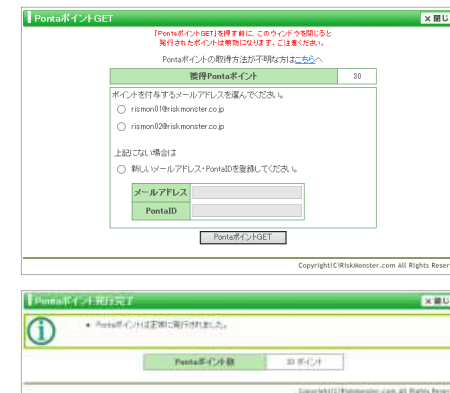 PontaポイントGET
×閉じ
「PontaポイントGET」を押す前に、このウィンドウを閉じると
発行されたポイントは無効になります。ご注意ください。
Pontaポイントの取得方法が不明な方はこちらへ
獲得Pontaポイント 30
ポイントを付与するメールアドレスを選んでください。
rismon01@riskmonster.co.jp
rismon02@riskmonster.co.jp
上記にない場合は
新しいメールアドレス・PontaIDを登録してください。
メールアドレス
PontaID
PontaポイントGET
Copyright(C)RiskMonster.com All Rights Reser
Pontaポイント発行完了
×閉じ
• Pontaポイントは正常に発行されました。
Pontaポイント数 30 ポイント
Copyright(C)Riskmonster.com All Rights Reser